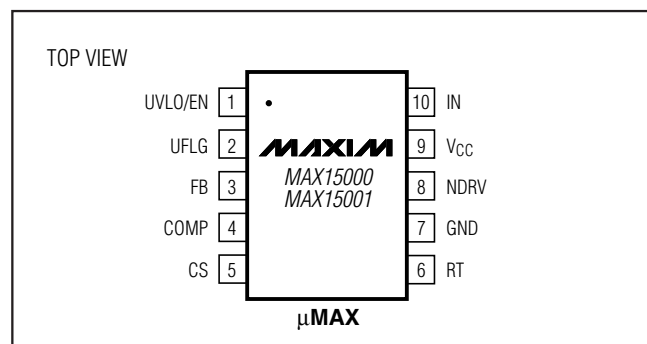 TOP VIEW
UVLO/EN 1
UFLG 2
FB 3
COMP 4
CS 5
MAXIM
MAX15000
MAX15001
10 IN
9 VCC
8 NDRV
7 GND
6 RT
µMAX